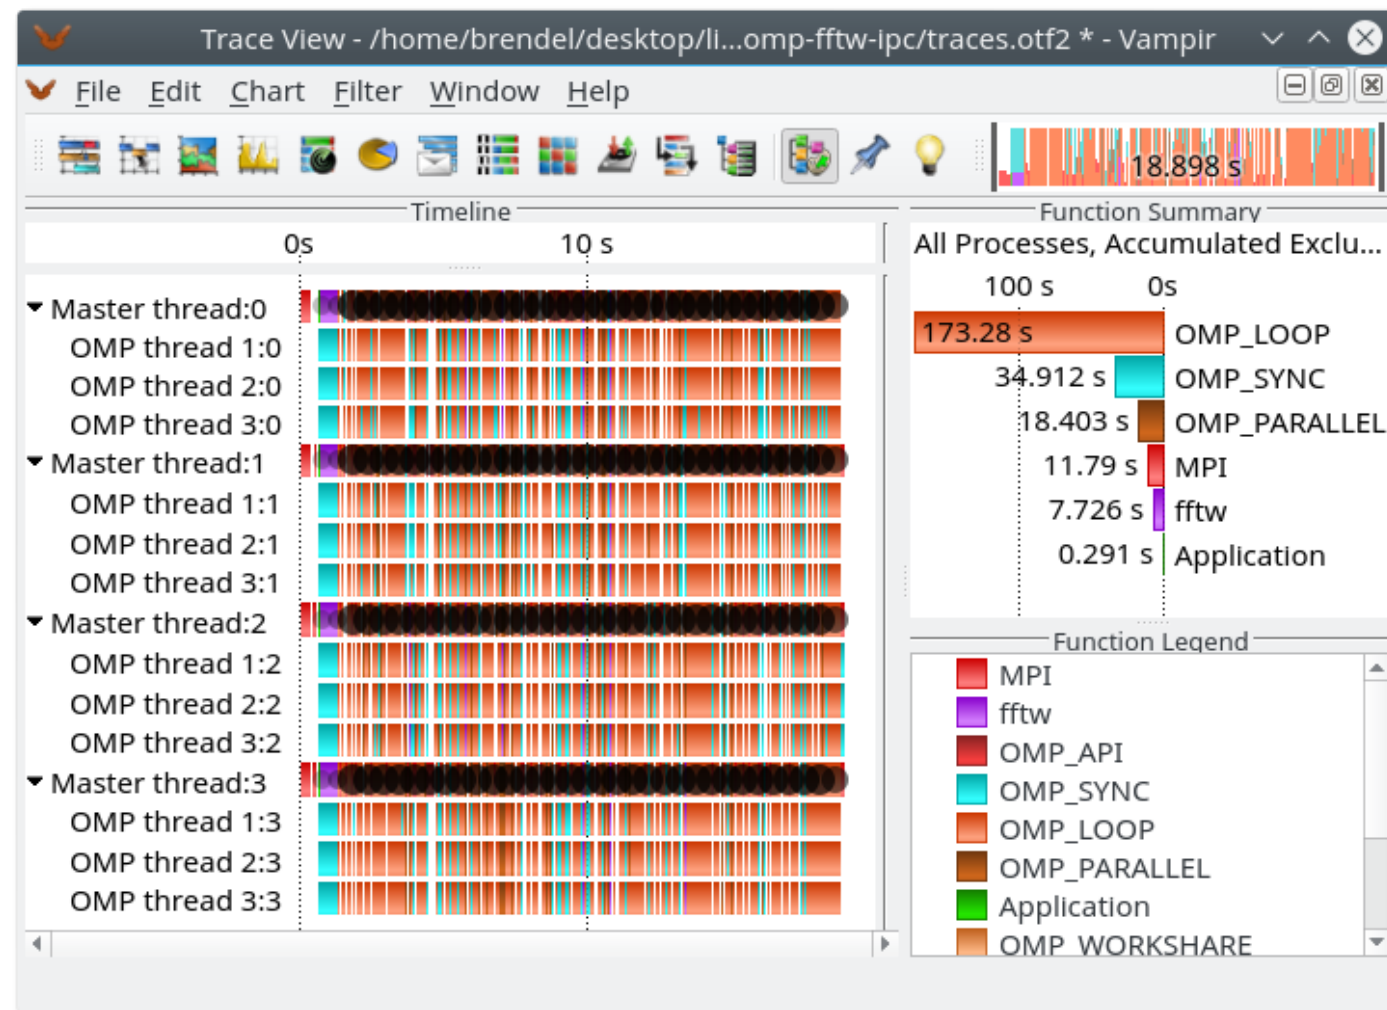 Trace View - /home/brendel/desktop/li...omp-fftw-ipc/traces.otf2 * - Vampir
File Edit Chart Filter Window Help
18.898 s
Timeline
0s 10 s
Master thread:0
OMP thread 1:0
OMP thread 2:0
OMP thread 3:0
Master thread:1
OMP thread 1:1
OMP thread 2:1
OMP thread 3:1
Master thread:2
OMP thread 1:2
OMP thread 2:2
OMP thread 3:2
Master thread:3
OMP thread 1:3
OMP thread 2:3
OMP thread 3:3
Function Summary
All Processes, Accumulated Exclu...
100 s 0s
173.28 s OMP_LOOP
34.912 s OMP_SYNC
18.403 s OMP_PARALLEL
11.79 s MPI
7.726 s fftw
0.291 s Application
Function Legend
MPI
fftw
OMP_API
OMP_SYNC
OMP_LOOP
OMP_PARALLEL
Application
OMP_WORKSHARE